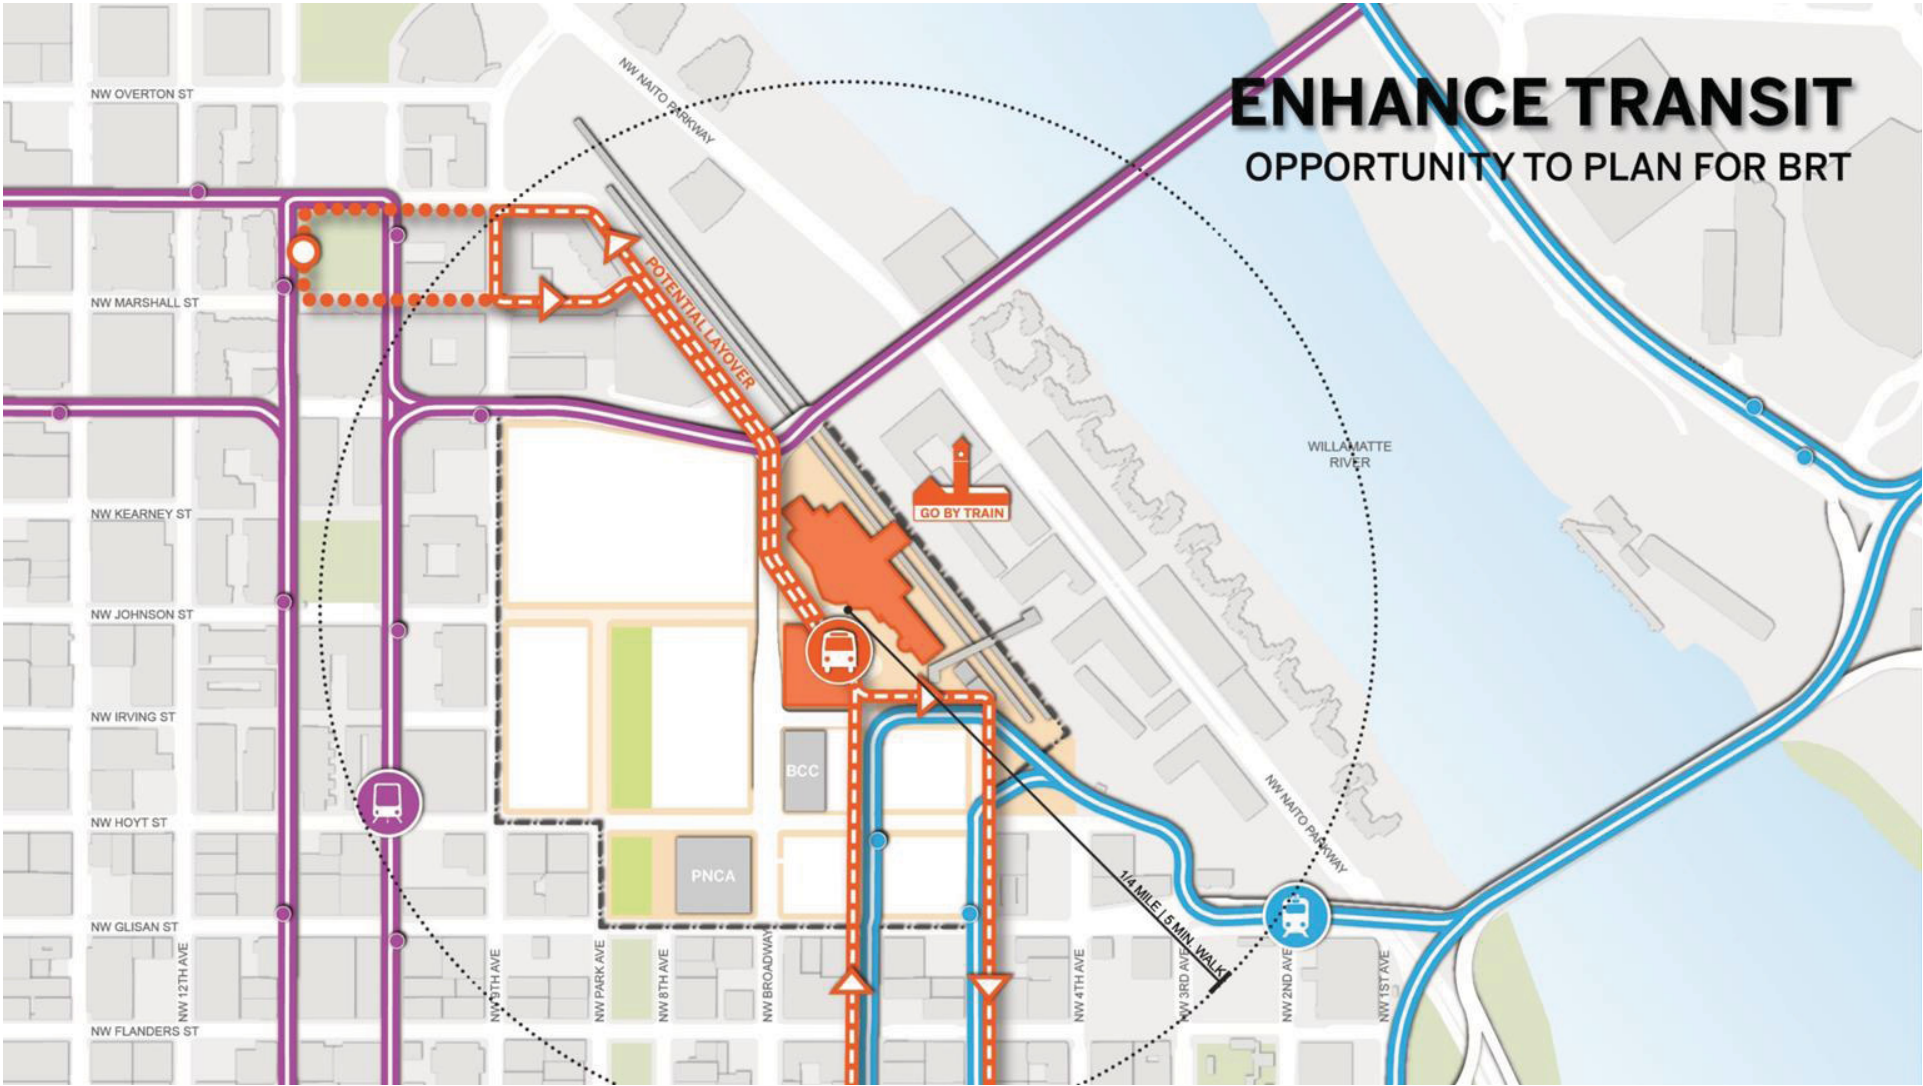 ENHANCE TRANSIT
OPPORTUNITY TO PLAN FOR BRT
NW OVERTON ST
NW NAITO PARKWAY
NW MARSHALL ST
POTENTIAL LAYOVER
WILLAMATTE
RIVER
GO BY TRAIN
NW KEARNEY ST
NW JOHNSON ST
NW IRVING ST
BCC
NW HOYT ST
NW NAITO PARKWAY
PNCA
1/4 MILE | 5 MIN. WALK
NW GLISAN ST
NW 12TH AVE
NW 9TH AVE
NW PARK AVE
NW 8TH AVE
NW BROADWAY
NW 4TH AVE
NW 3RD AVE
NW 2ND AVE
NW 1ST AVE
NW FLANDERS ST